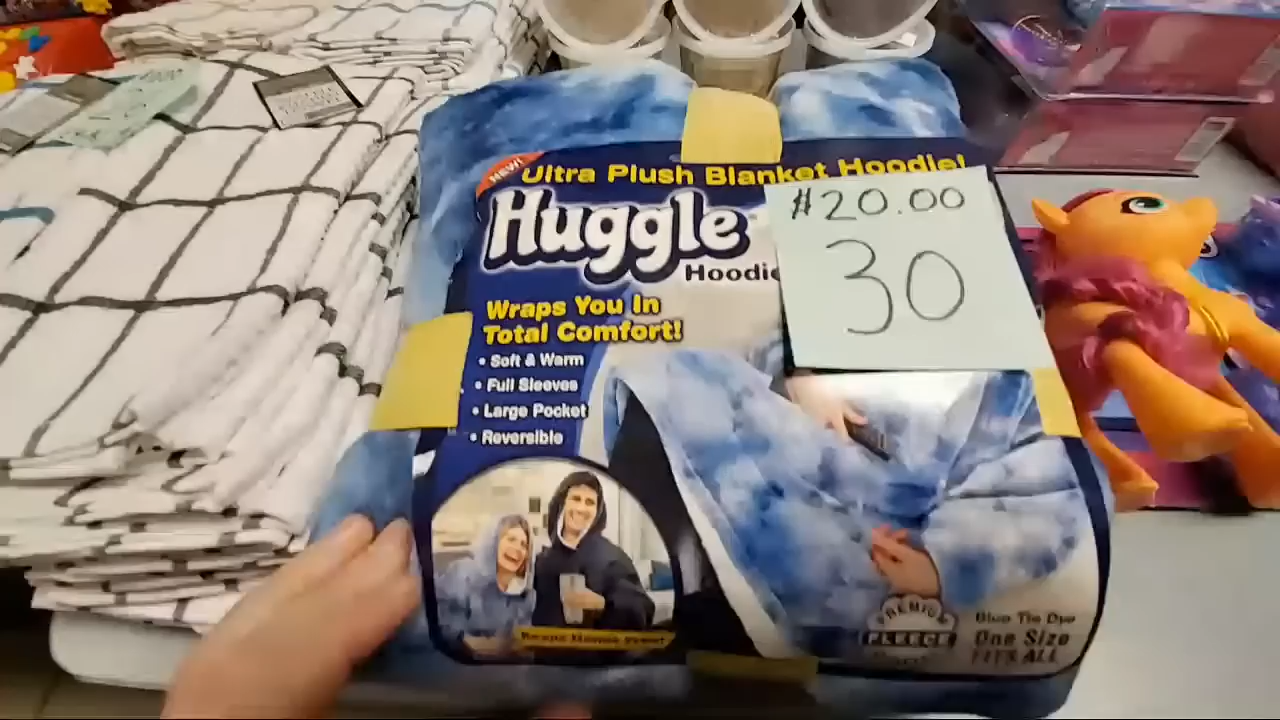 NEW!
Ultra Plush Blanket Hoodie!
Huggle
Hoodie
#20.00
30
Wraps You In
Total Comfort!
• Soft & Warm
• Full Sleeves
• Large Pocket
• Reversible
FLEECE
Blue Tie Dye
One Size
FITS ALL